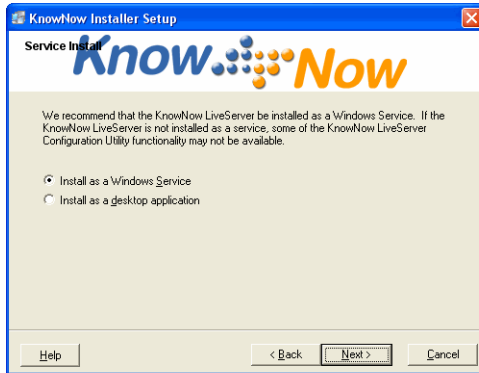 KnowNow Installer Setup
Service Install
Know Now
We recommend that the KnowNow LiveServer be installed as a Windows Service. If the
KnowNow LiveServer is not installed as a service, some of the KnowNow LiveServer
Configuration Utility functionality may not be available.
Install as a Windows Service
Install as a desktop application
Help
< Back
Next >
Cancel